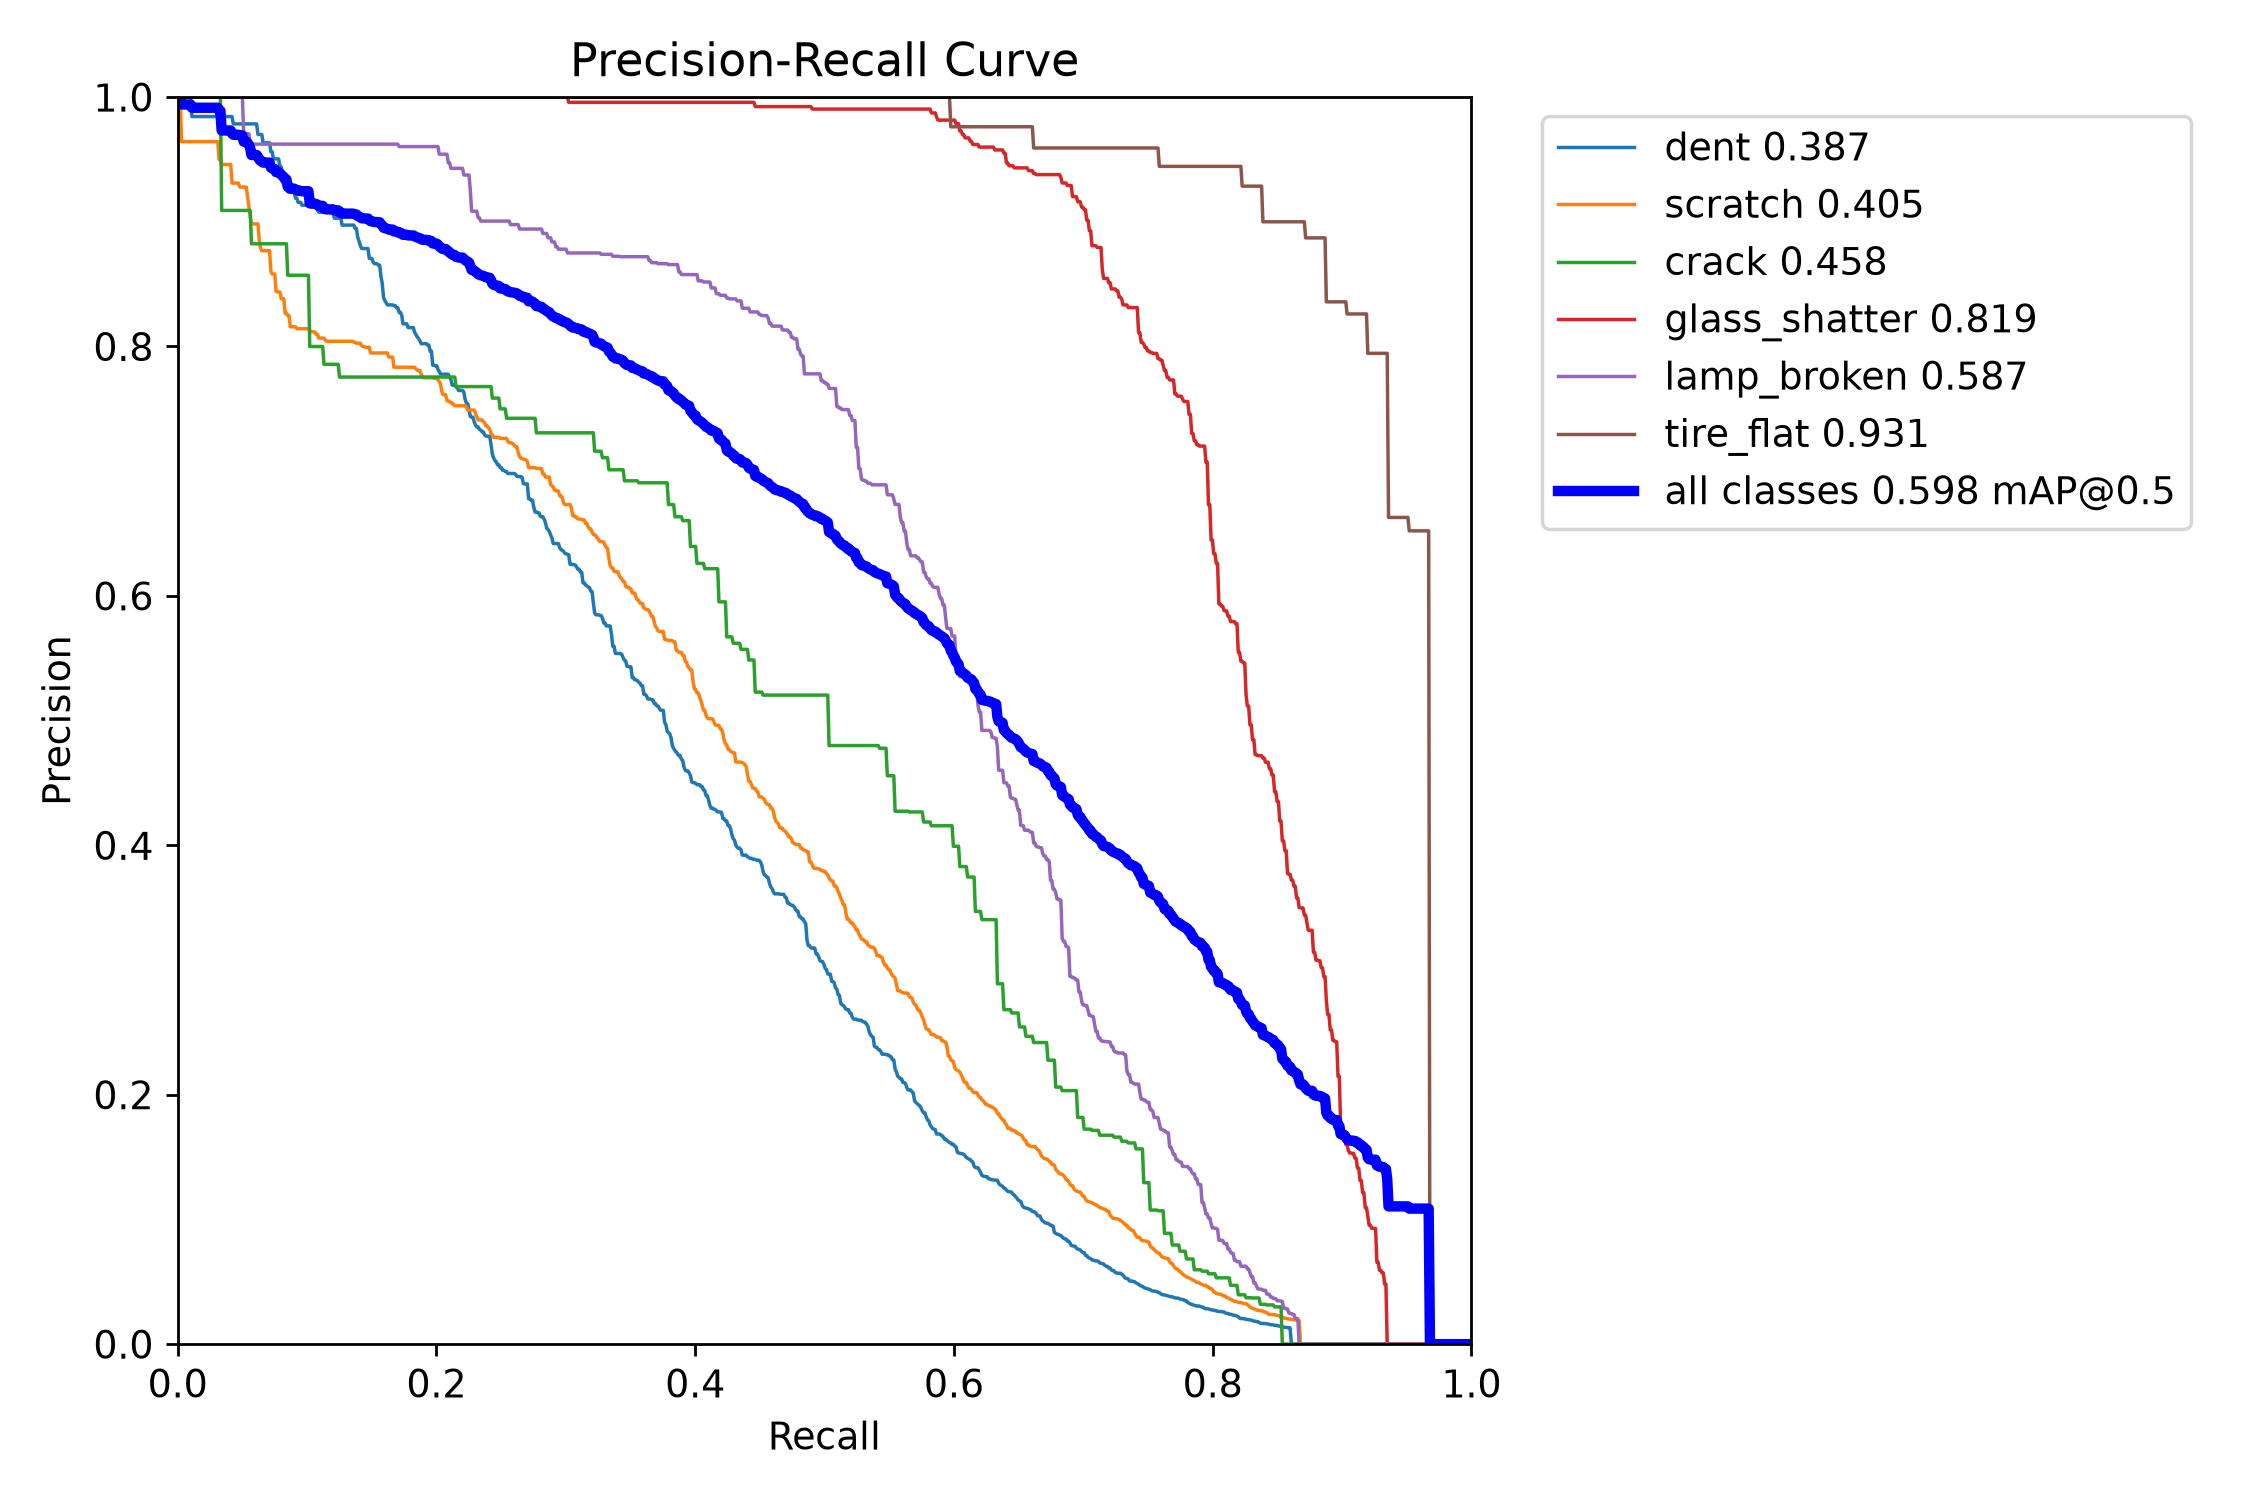 Precision-Recall Curve
1.0
0.8
0.6
0.4
0.2
0.0
Precision
0.0 0.2 0.4 0.6 0.8 1.0
Recall
dent 0.387
scratch 0.405
crack 0.458
glass_shatter 0.819
lamp_broken 0.587
tire_flat 0.931
all classes 0.598 mAP@0.5